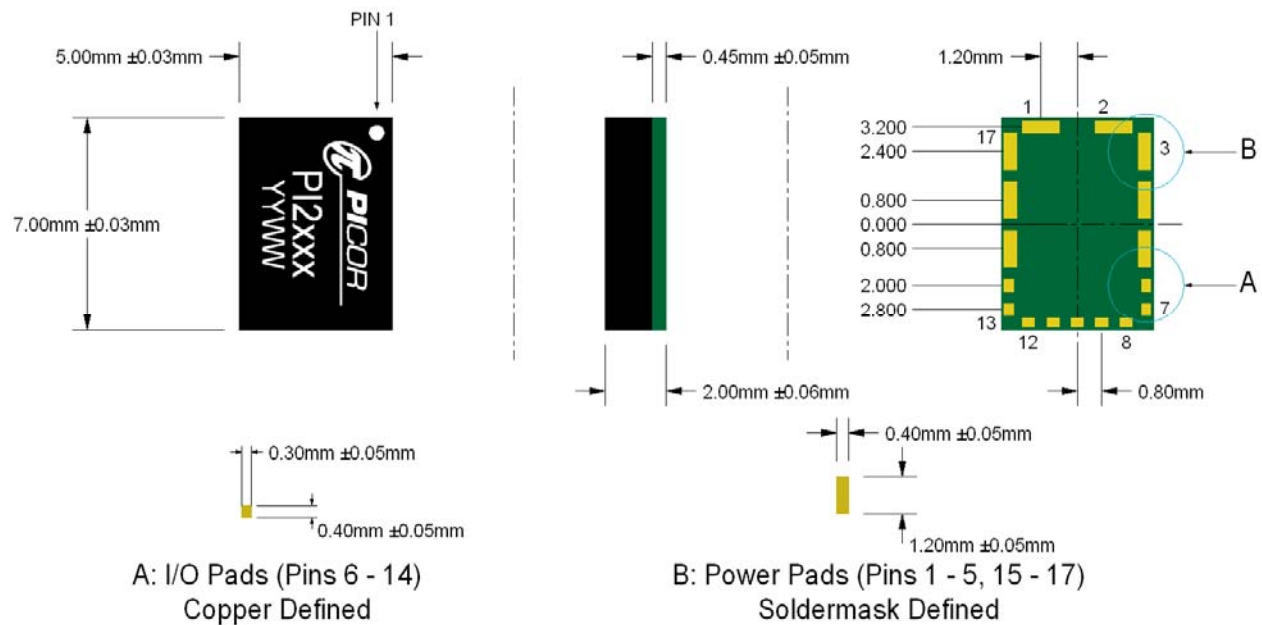 PIN 1
5.00mm ±0.03mm
0.45mm ±0.05mm
1.20mm
7.00mm ±0.03mm
PICOR
PI2XXX
YYWW
1
2
3.200
17
3
B
2.400
0.800
0.000
0.800
2.000
A
2.800
7
13
12
8
2.00mm ±0.06mm
0.80mm
0.30mm ±0.05mm
0.40mm ±0.05mm
0.40mm ±0.05mm
1.20mm ±0.05mm
A: I/O Pads (Pins 6 - 14)
Copper Defined
B: Power Pads (Pins 1 - 5, 15 - 17)
Soldermask Defined